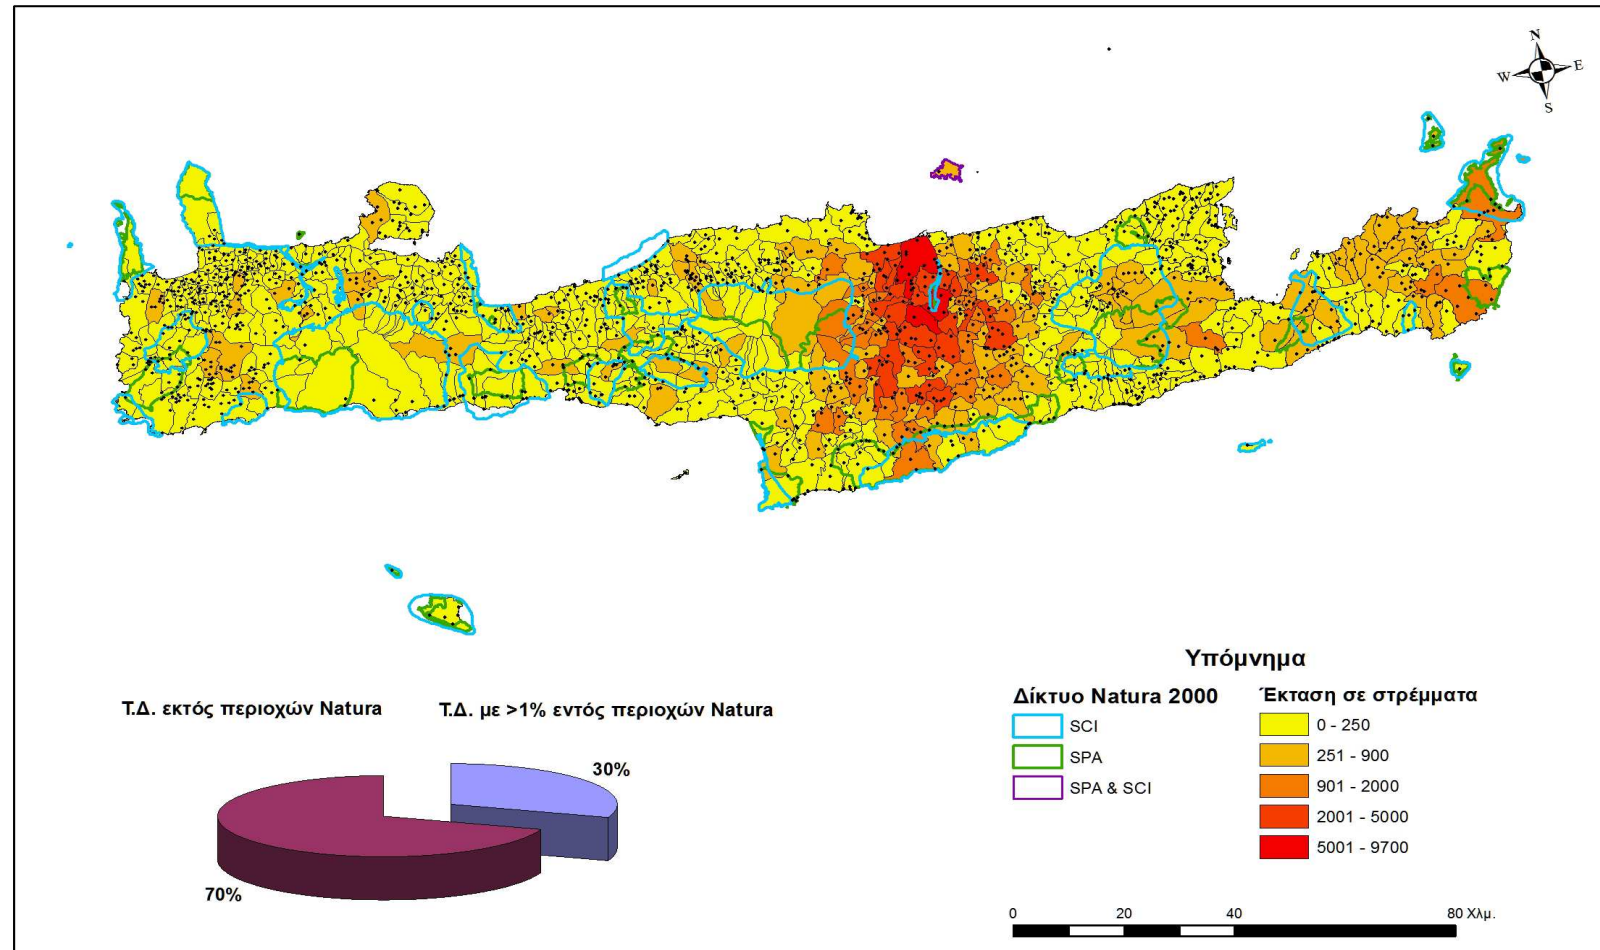 N
W
E
S
Υπόμνημα
Δίκτυο Natura 2000
SCI
SPA
SPA & SCI
Έκταση σε στρέμματα
0 - 250
251 - 900
901 - 2000
2001 - 5000
5001 - 9700
Τ.Δ. εκτός περιοχών Natura
Τ.Δ. με >1% εντός περιοχών Natura
30%
70%
0 20 40 80 Χλμ.